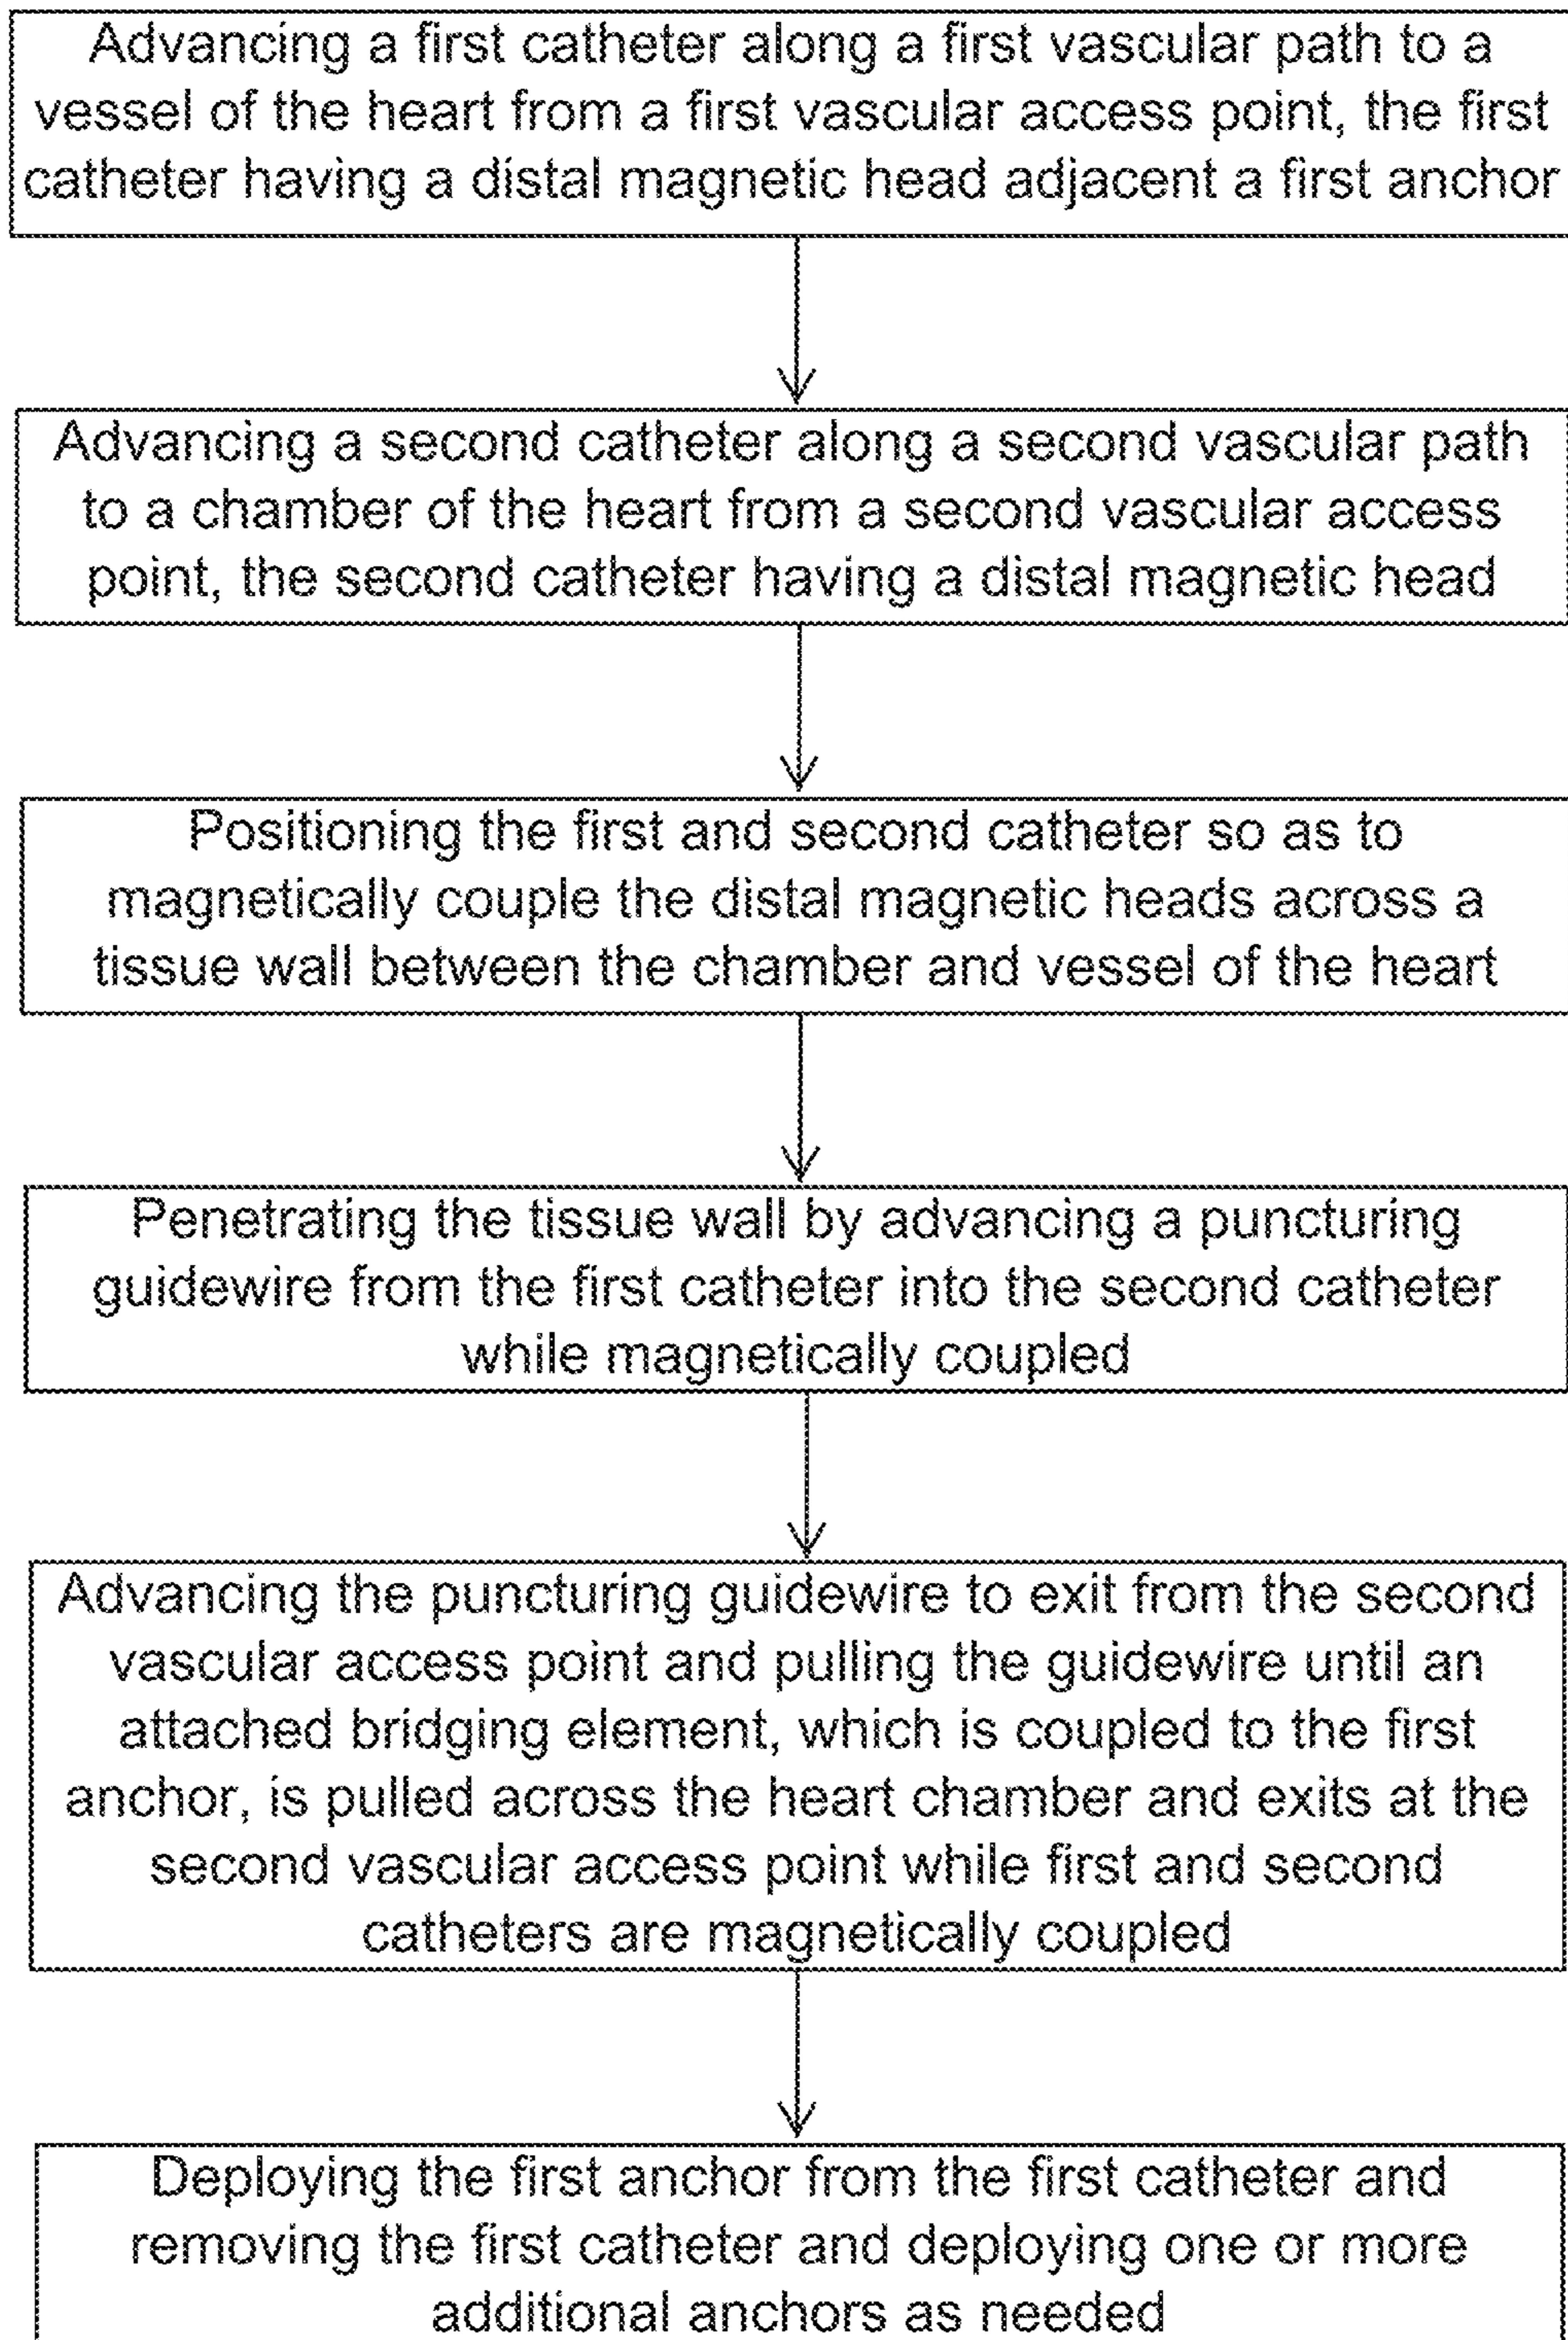 Advancing a first catheter along a first vascular path to a
vessel of the heart from a first vascular access point, the first
catheter having a distal magnetic head adjacent a first anchor
Advancing a second catheter along a second vascular path
to a chamber of the heart from a second vascular access
point, the second catheter having a distal magnetic head
Positioning the first and second catheter so as to
magnetically couple the distal magnetic heads across a
tissue wall between the chamber and vessel of the heart
Penetrating the tissue wall by advancing a puncturing
guidewire from the first catheter into the second catheter
while magnetically coupled
Advancing the puncturing guidewire to exit from the second
vascular access point and pulling the guidewire until an
attached bridging element, which is coupled to the first
anchor, is pulled across the heart chamber and exits at the
second vascular access point while first and second
catheters are magnetically coupled
Deploying the first anchor from the first catheter and
removing the first catheter and deploying one or more
additional anchors as needed